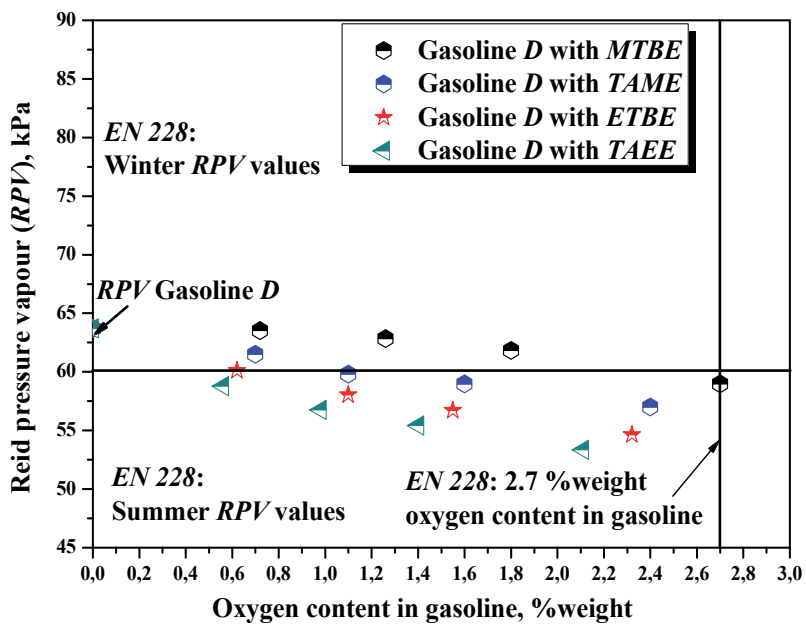 Gasoline D with MTBE
Gasoline D with TAME
Gasoline D with ETBE
Gasoline D with TAEE
EN 228:
Winter RPV values
RPV Gasoline D
EN 228:
Summer RPV values
EN 228: 2.7 %weight
oxygen content in gasoline
Reid pressure vapour (RPV), kPa
90
85
80
75
70
65
60
55
50
45
0,0 0,2 0,4 0,6 0,8 1,0 1,2 1,4 1,6 1,8 2,0 2,2 2,4 2,6 2,8 3,0
Oxygen content in gasoline, %weight